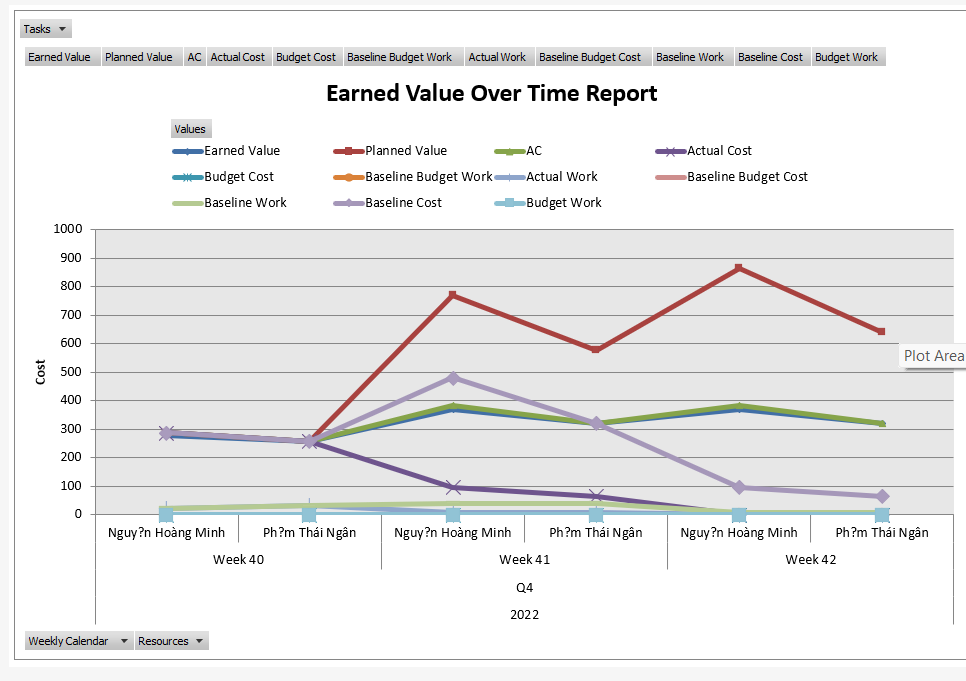 Tasks
Earned Value Planned Value AC Actual Cost Budget Cost Baseline Budget Work Actual Work Baseline Budget Cost Baseline Work Baseline Cost Budget Work
Earned Value Over Time Report
Values
Earned Value Planned Value AC Actual Cost
Budget Cost Baseline Budget Work Actual Work Baseline Budget Cost
Baseline Work Baseline Cost Budget Work
1000
900
800
700
600
500
400
300
200
100
0
Cost
Plot Area
Nguy?n Hoàng Minh Ph?m Thái Ngân Nguy?n Hoàng Minh Ph?m Thái Ngân Nguy?n Hoàng Minh Ph?m Thái Ngân
Week 40 Week 41 Week 42
Q4
2022
Weekly Calendar Resources